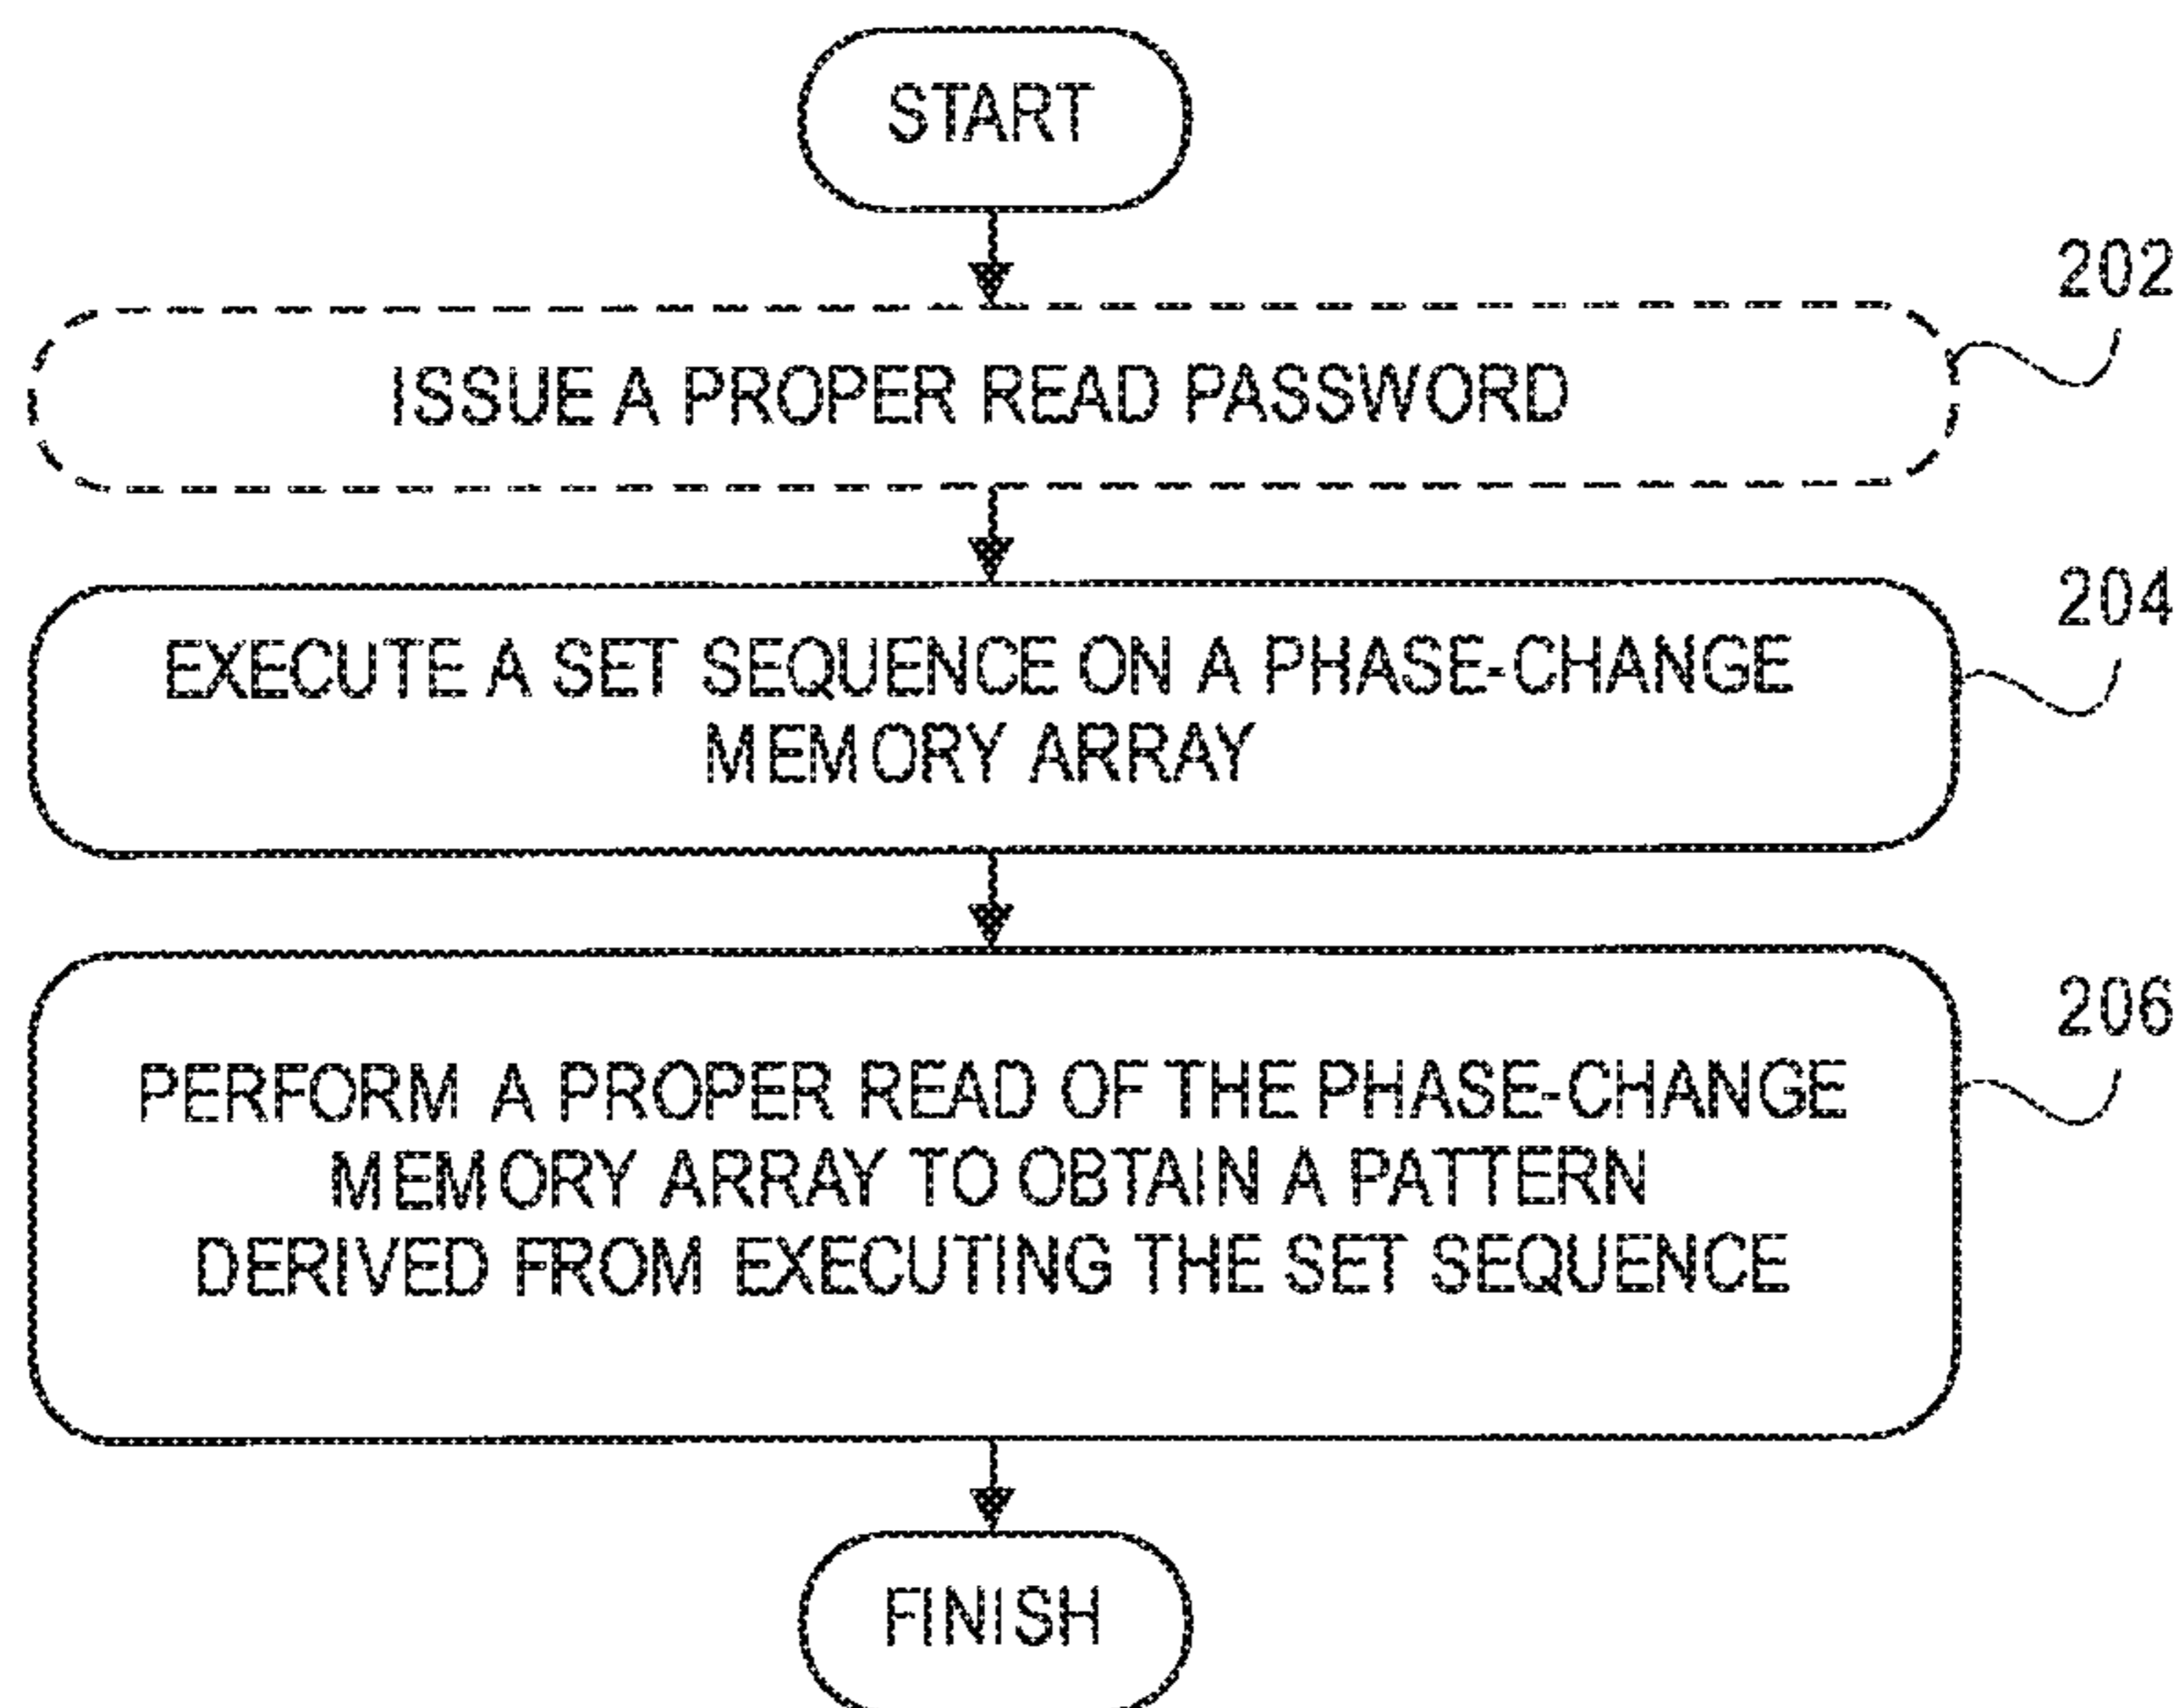 START
202
ISSUE A PROPER READ PASSWORD
204
EXECUTE A SET SEQUENCE ON A PHASE-CHANGE
MEMORY ARRAY
206
PERFORM A PROPER READ OF THE PHASE-CHANGE
MEMORY ARRAY TO OBTAIN A PATTERN
DERIVED FROM EXECUTING THE SET SEQUENCE
FINISH